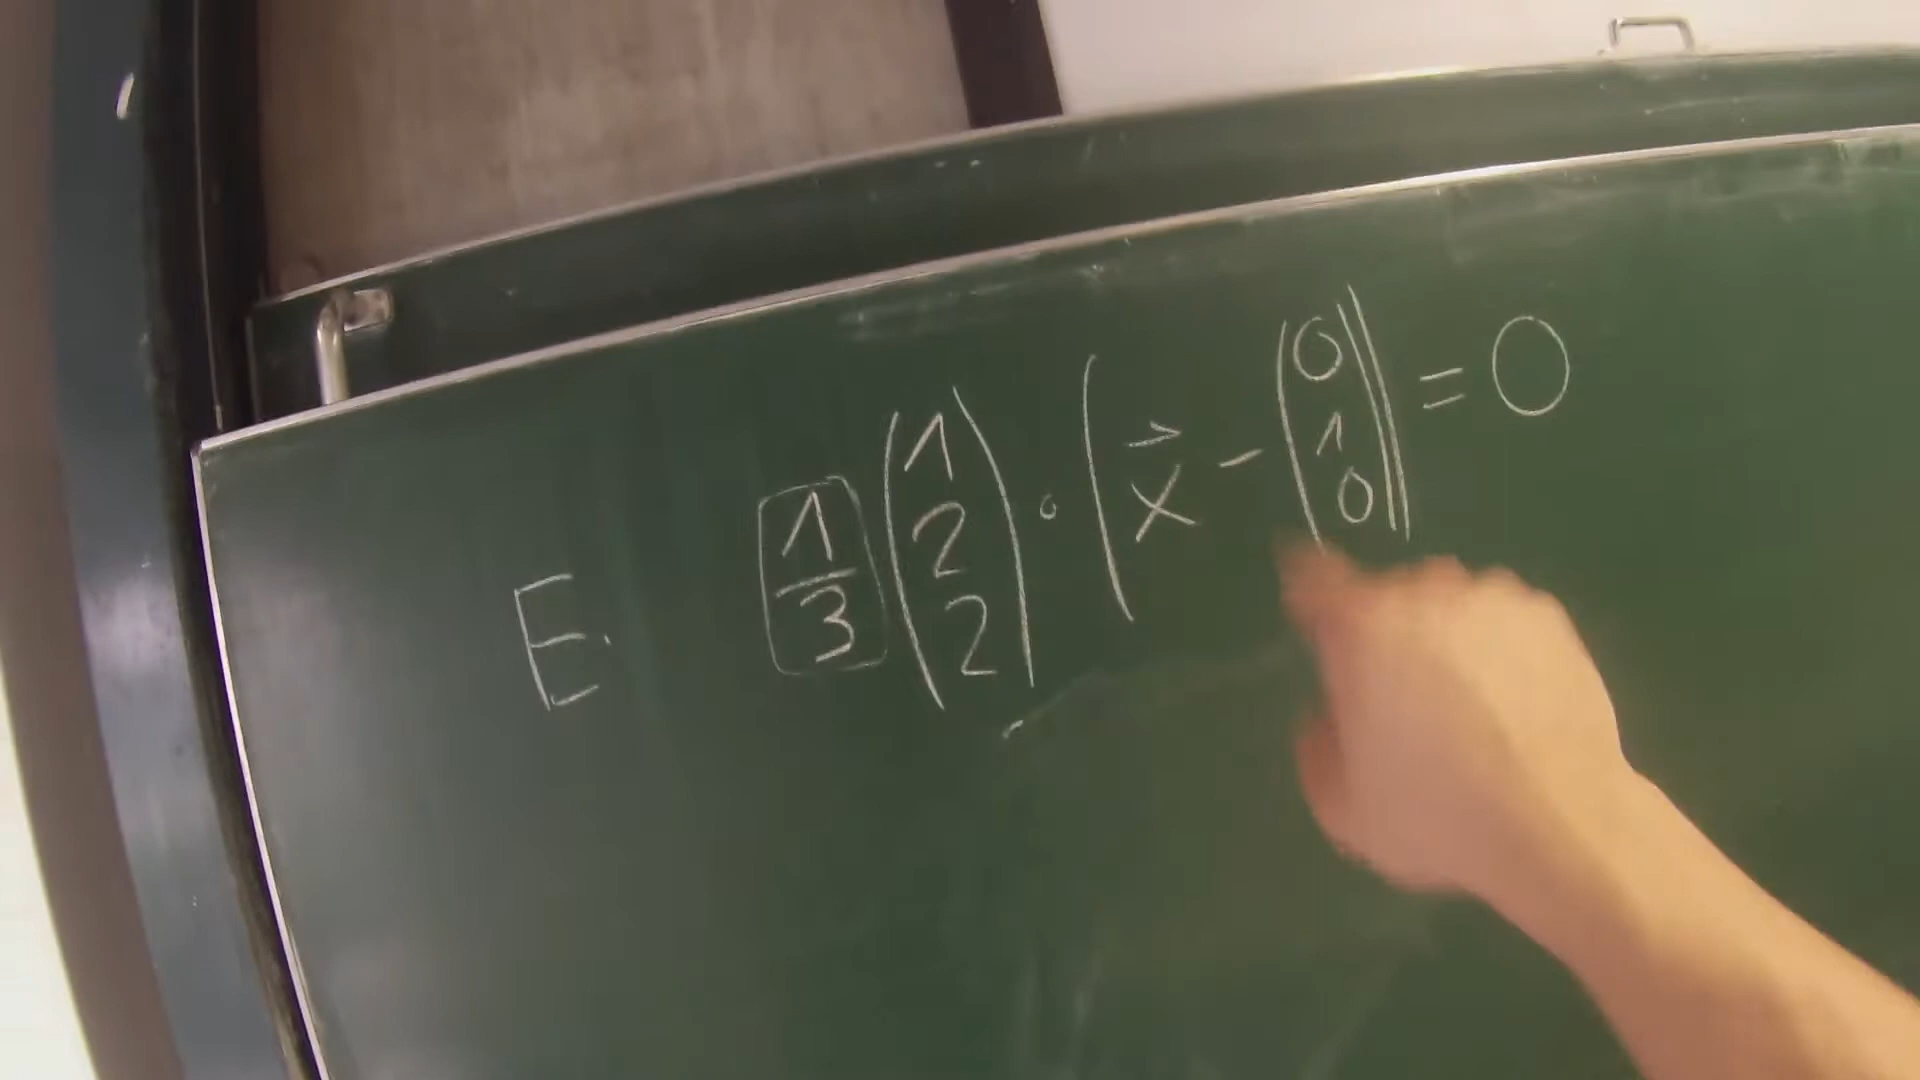 E: 1/3 (1 2 2) ∘ (x⃗ - (0 1 0)) = 0